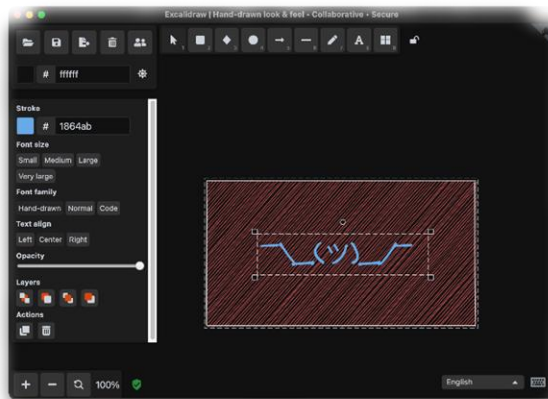 Excalidraw | Hand-drawn look & feel • Collaborative • Secure
# ffffff
Stroke
# 1864ab
Font size
Small Medium Large
Very large
Font family
Hand-drawn Normal Code
Text align
Left Center Right
Opacity
Layers
Actions
¯\_(ツ)_/¯
100%
English